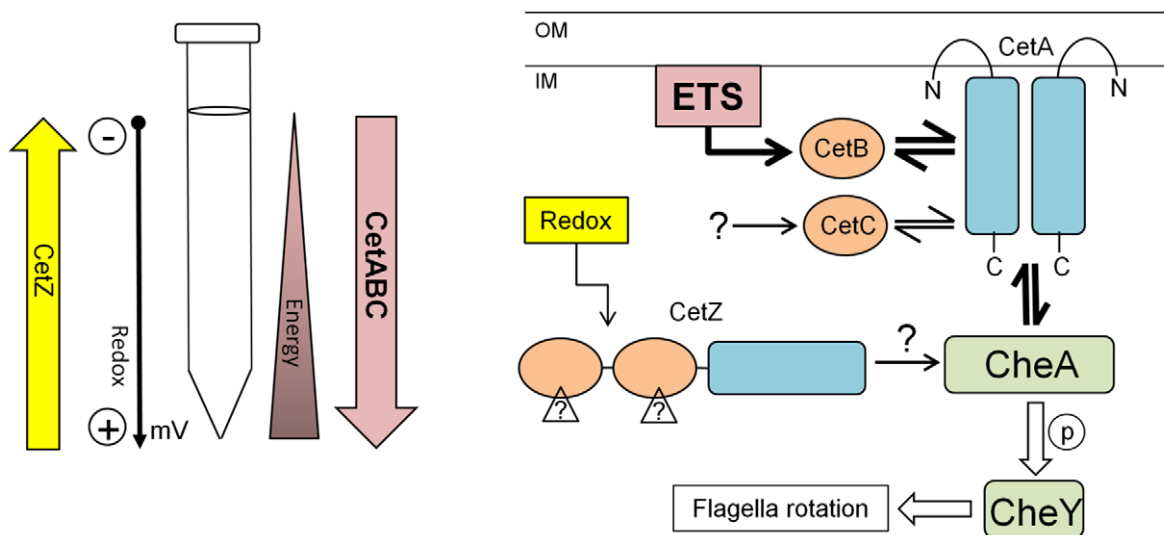 CetZ
-
+
Redox
mV
Energy
CetABC
OM
IM
CetA
N
N
ETS
CetB
Redox
?
CetC
C
C
CetZ
?
?
?
CheA
p
CheY
Flagella rotation